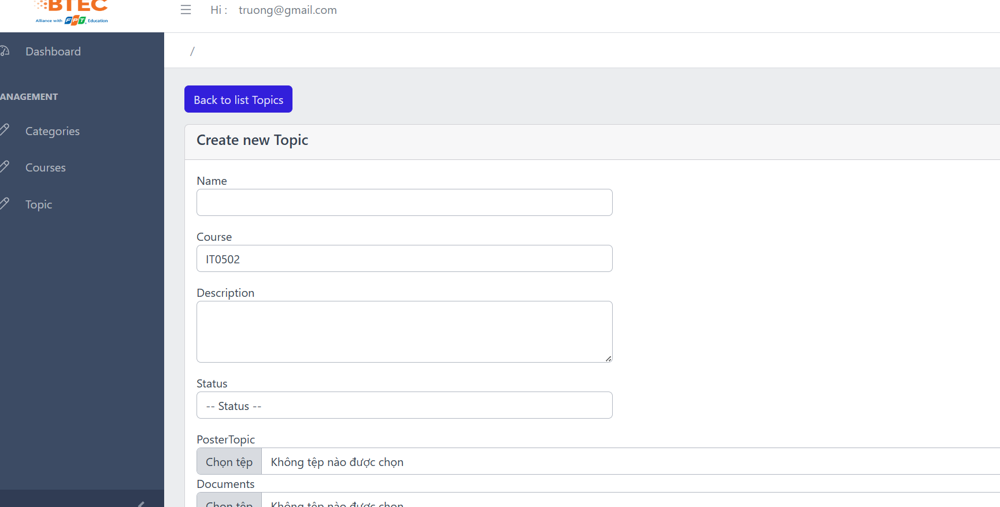 BTEC
Alliance with FPT. Education
Hi : truong@gmail.com
Dashboard
/
ANAGEMENT
Categories
Courses
Topic
Back to list Topics
Create new Topic
Name
Course
IT0502
Description
Status
-- Status --
PosterTopic
Chọn tệp Không tệp nào được chọn
Documents
Chọn tệp Không tệp nào được chọn